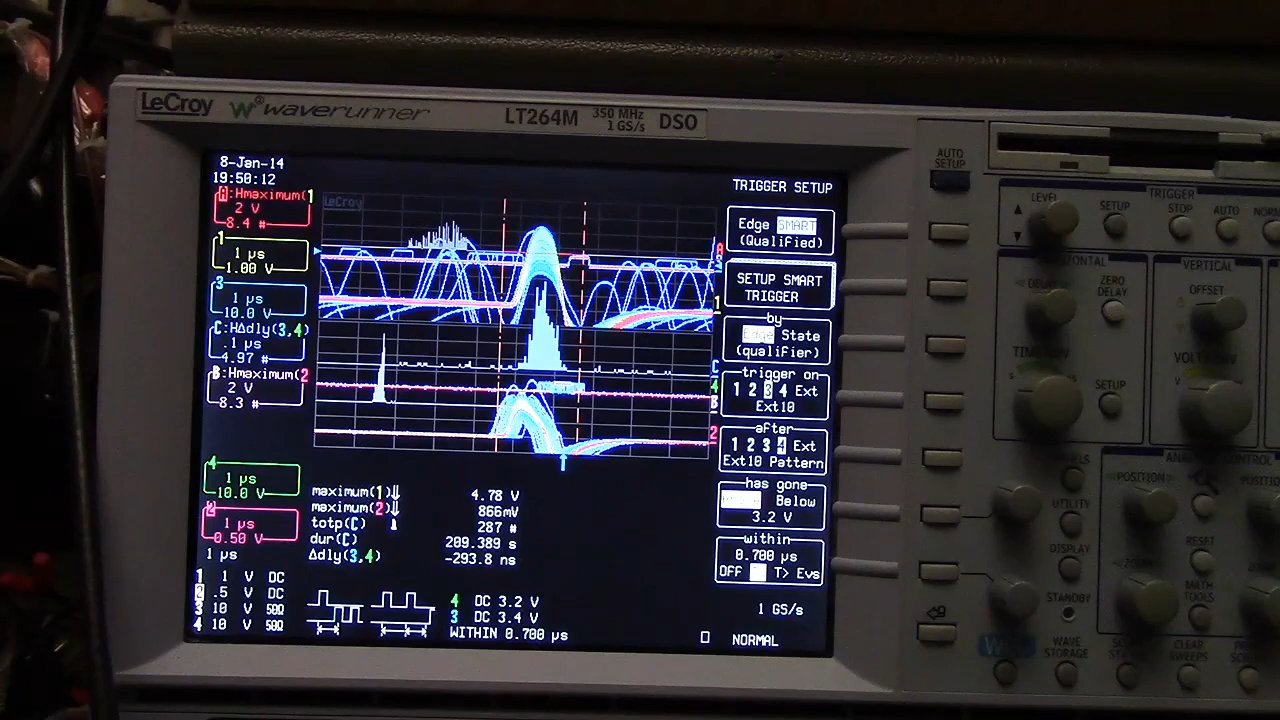 LeCroy waverunner LT264M 350 MHz 1 GS/s DSO
8-Jan-14
19:50:12
A:Hmaximum(1
2 V
8.4 #
1
1 µs
1.00 V
3
.1 µs
10.0 V
C:HΔdly(3,4)
.1 µs
4.97 #
B:Hmaximum(2
2 V
8.3 #
4
1 µs
10.0 V
2
1 µs
0.50 V
1 µs
1 1 V DC
2 .5 V DC
3 10 V 50Ω
4 10 V 50Ω
LeCroy
maximum(1) 4.78 V
maximum(2) 866mV
totp(C) 287 #
dur(C) 209.389 s
Δdly(3,4) -293.8 ns
4 DC 3.2 V
3 DC 3.4 V
WITHIN 0.700 µs
1 GS/s
NORMAL
TRIGGER SETUP
Edge SMART
(Qualified)
SETUP SMART
TRIGGER
by
Edge State
(qualifier)
trigger on
1 2 3 4 Ext
Ext10
after
1 2 3 4 Ext
Ext10 Pattern
has gone
Below
3.2 V
within
0.700 µs
OFF T> Evs
AUTO
SETUP
TRIGGER
LEVEL
SETUP
STOP
AUTO
VERTICAL
ZERO
DELAY
OFFSET
SETUP
POSITION
UTILITY
DISPLAY
STANDBY
RESET
MATH
TOOLS
WAVE
STORAGE
CLEAR
SWEEPS